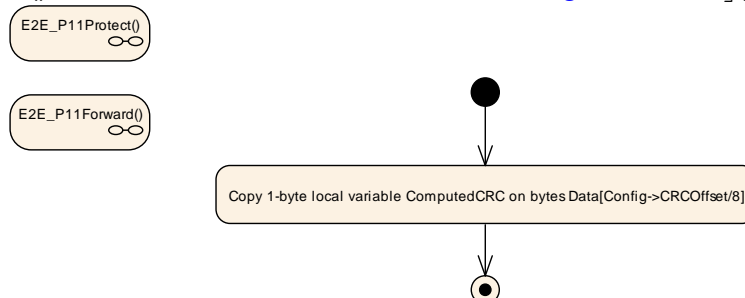 E2E_P11Protect()
E2E_P11Forward()
Copy 1-byte local variable ComputedCRC on bytes Data[Config->CRCOffset/8]